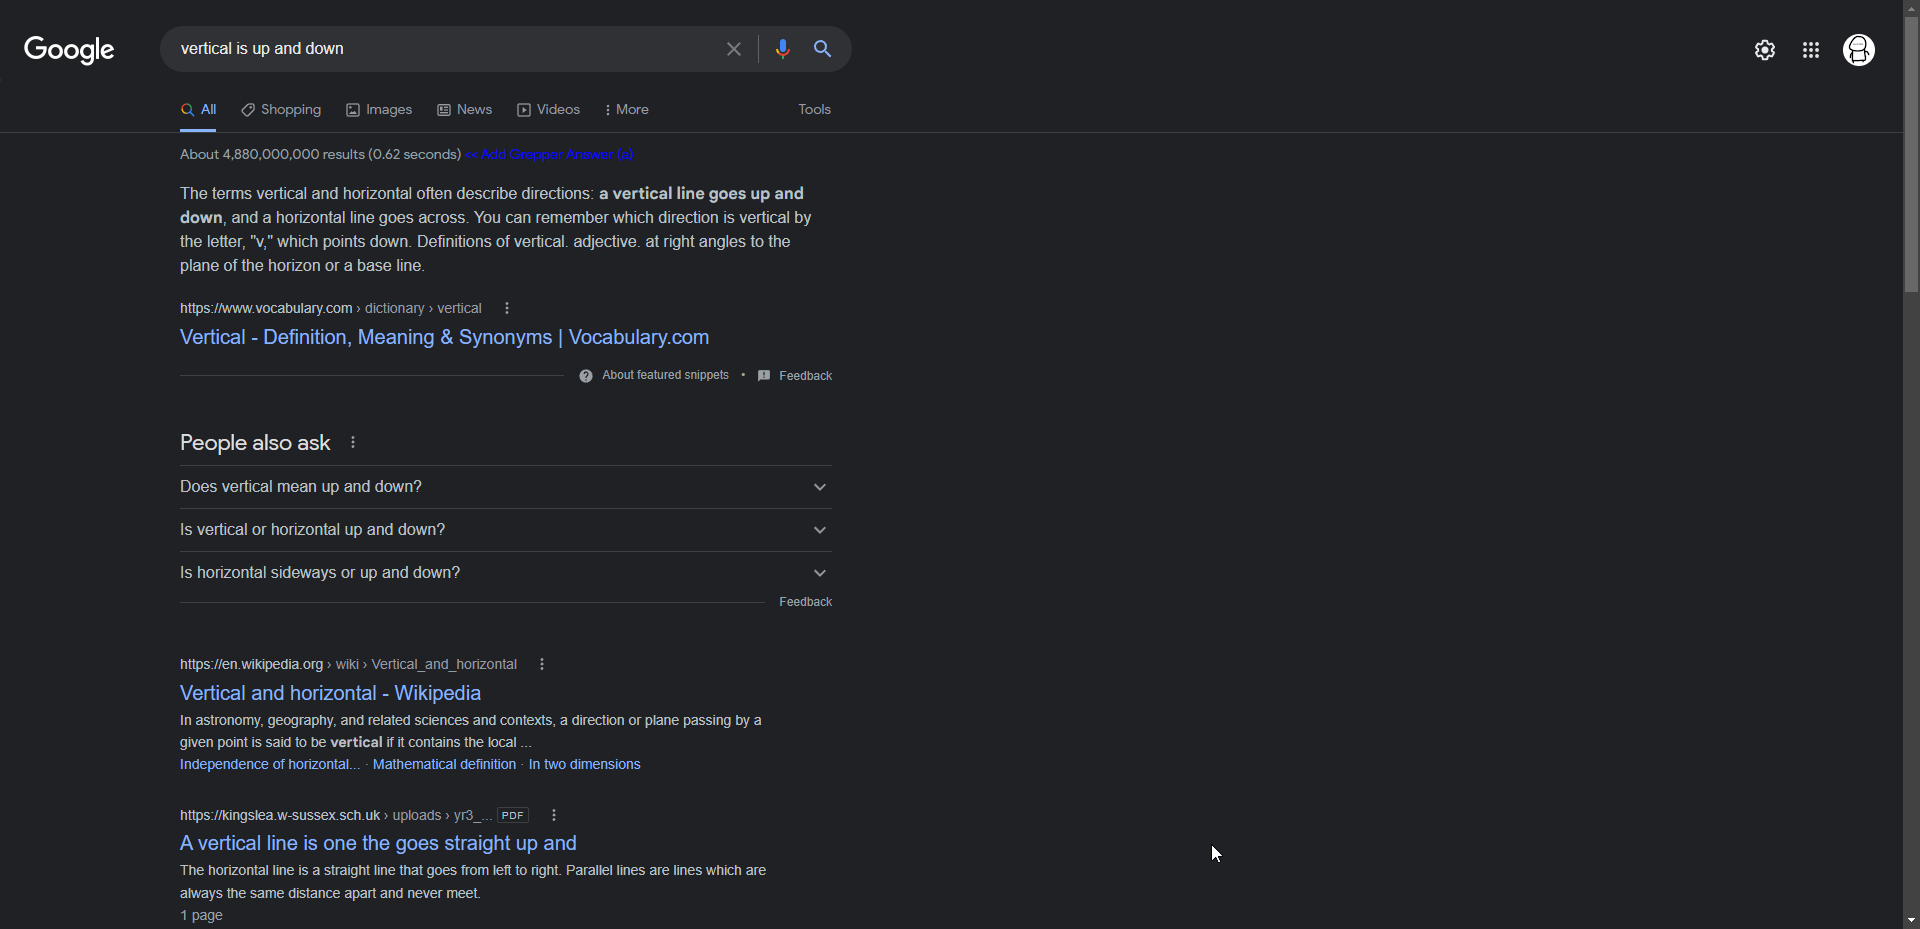 Google
vertical is up and down
All Shopping Images News Videos More Tools
About 4,880,000,000 results (0.62 seconds) << Add Grepper Answer (a)
The terms vertical and horizontal often describe directions: a vertical line goes up and
down, and a horizontal line goes across. You can remember which direction is vertical by
the letter, "v," which points down. Definitions of vertical. adjective. at right angles to the
plane of the horizon or a base line.
https://www.vocabulary.com › dictionary › vertical
Vertical - Definition, Meaning & Synonyms | Vocabulary.com
About featured snippets • Feedback
People also ask
Does vertical mean up and down?
Is vertical or horizontal up and down?
Is horizontal sideways or up and down?
Feedback
https://en.wikipedia.org › wiki › Vertical_and_horizontal
Vertical and horizontal - Wikipedia
In astronomy, geography, and related sciences and contexts, a direction or plane passing by a
given point is said to be vertical if it contains the local ...
Independence of horizontal... · Mathematical definition · In two dimensions
https://kingslea.w-sussex.sch.uk › uploads › yr3_... PDF
A vertical line is one the goes straight up and
The horizontal line is a straight line that goes from left to right. Parallel lines are lines which are
always the same distance apart and never meet.
1 page